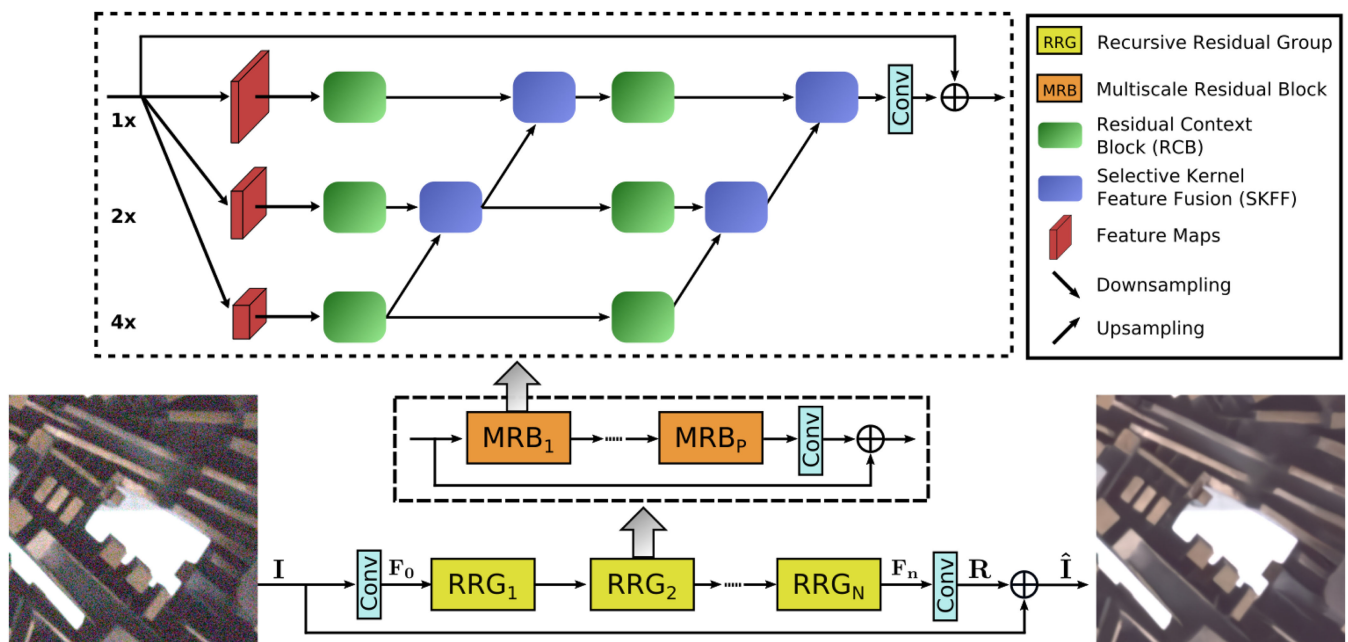 1x
2x
4x
Conv
RRG Recursive Residual Group
MRB Multiscale Residual Block
Residual Context
Block (RCB)
Selective Kernel
Feature Fusion (SKFF)
Feature Maps
Downsampling
Upsampling
MRB₁ MRBₚ Conv
I Conv F₀ RRG₁ RRG₂ RRG_N Fₙ Conv R Î